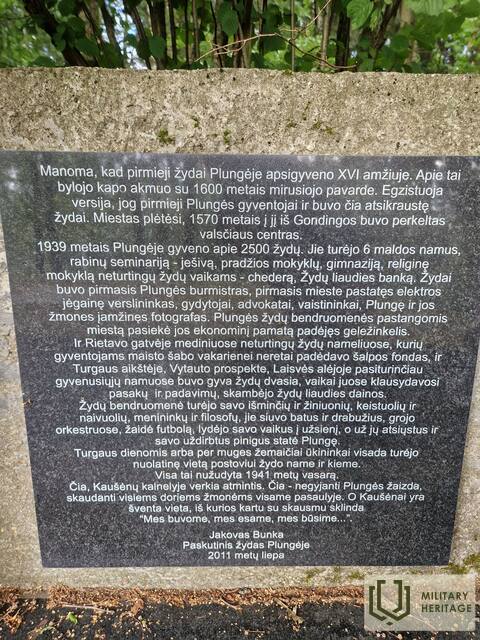 Manoma, kad pirmieji žydai Plungėje apsigyveno XVI amžiuje. Apie tai
bylojo kapo akmuo su 1600 metais mirusiojo pavarde. Egzistuoja
versija, jog pirmieji Plungės gyventojai ir buvo čia atsikraustę
žydai. Miestas plėtėsi, 1570 metais į jį iš Gondingos buvo perkeltas
valsčiaus centras.
1939 metais Plungėje gyveno apie 2500 žydų. Jie turėjo 6 maldos namus,
rabinų seminariją - ješivą, pradžios mokyklų, gimnaziją, religinę
mokyklą neturtingų žydų vaikams - chederą, Žydų liaudies banką. Žydai
buvo pirmasis Plungės burmistras, pirmasis mieste pastatęs elektros
jėgainę verslininkas, gydytojai, advokatai, vaistininkai, Plungę ir jos
žmones įamžinęs fotografas. Plungės žydų bendruomenės pastangomis
miestą pasiekė jos ekonominį pamatą padėjęs geležinkelis.
Ir Rietavo gatvėje mediniuose neturtingų žydų nameliuose, kurių
gyventojams maisto šabo vakarienei neretai padėdavo šalpos fondas, ir
Turgaus aikštėje, Vytauto prospekte, Laisvės alėjoje pasiturinčiau
gyvenusiųjų namuose buvo gyva žydų dvasia, vaikai juose klausydavosi
pasakų ir padavimų, skambėjo žydų liaudies dainos.
Žydų bendruomenė turėjo savo išminčių ir žiniuonių, keistuolių ir
naivuolių, menininkų ir filosofų, jie siuvo batus ir drabužius, grojo
orkestruose, žaidė futbolą, lydėjo savo vaikus į užsienį, o už jų atsiųstus ir
savo uždirbtus pinigus statė Plungę.
Turgaus dienomis arba per muges žemaičiai ūkininkai visada turėjo
nuolatinę vietą postoviui žydo name ir kieme.
Visa tai nužudyta 1941 metų vasarą.
Čia, Kaušėnų kalnelyje verkia atmintis. Čia - negyjanti Plungės žaizda,
skaudanti visiems doriems žmonėms visame pasaulyje. O Kaušėnai yra
šventa vieta, iš kurios kartu su skausmu sklinda
"Mes buvome, mes esame, mes būsime...".
Jakovas Bunka
Paskutinis žydas Plungėje
2011 metų liepa
MILITARY
HERITAGE